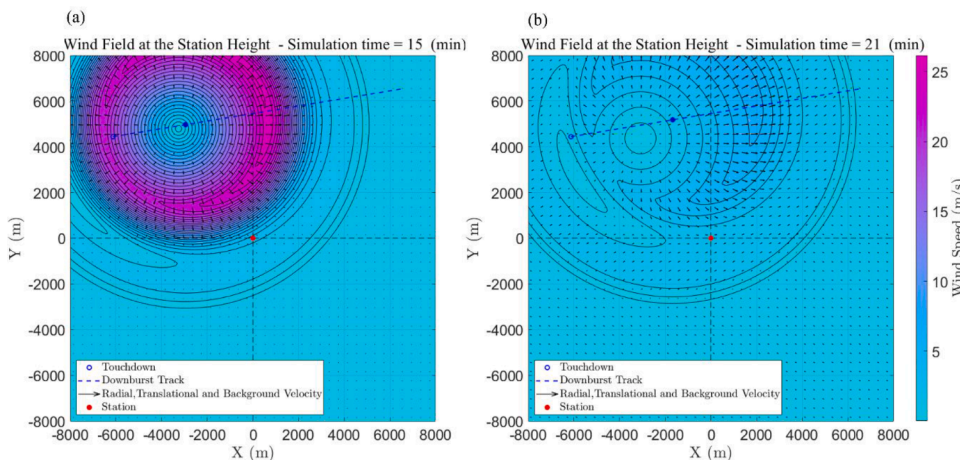 (a)
Wind Field at the Station Height - Simulation time = 15 (min)
8000
6000
4000
2000
0
-2000
-4000
-6000
-8000
Y (m)
Touchdown
Downburst Track
Radial,Translational and Background Velocity
Station
-8000 -6000 -4000 -2000 0 2000 4000 6000 8000
X (m)
(b)
Wind Field at the Station Height - Simulation time = 21 (min)
8000
6000
4000
2000
0
-2000
-4000
-6000
-8000
Y (m)
Touchdown
Downburst Track
Radial,Translational and Background Velocity
Station
-8000 -6000 -4000 -2000 0 2000 4000 6000 8000
X (m)
25
20
15
10
5
Wind Speed (m/s)